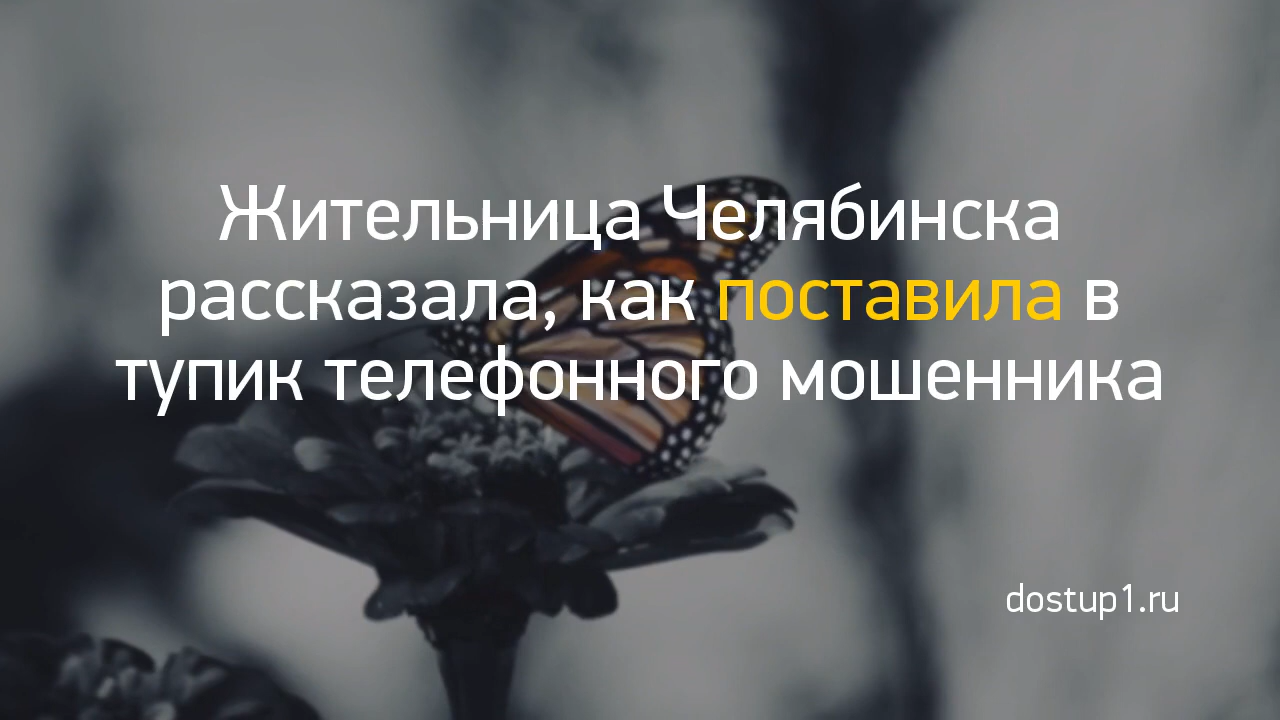 Жительница Челябинска
рассказала, как поставила в
тупик телефонного мошенника
dostup1.ru